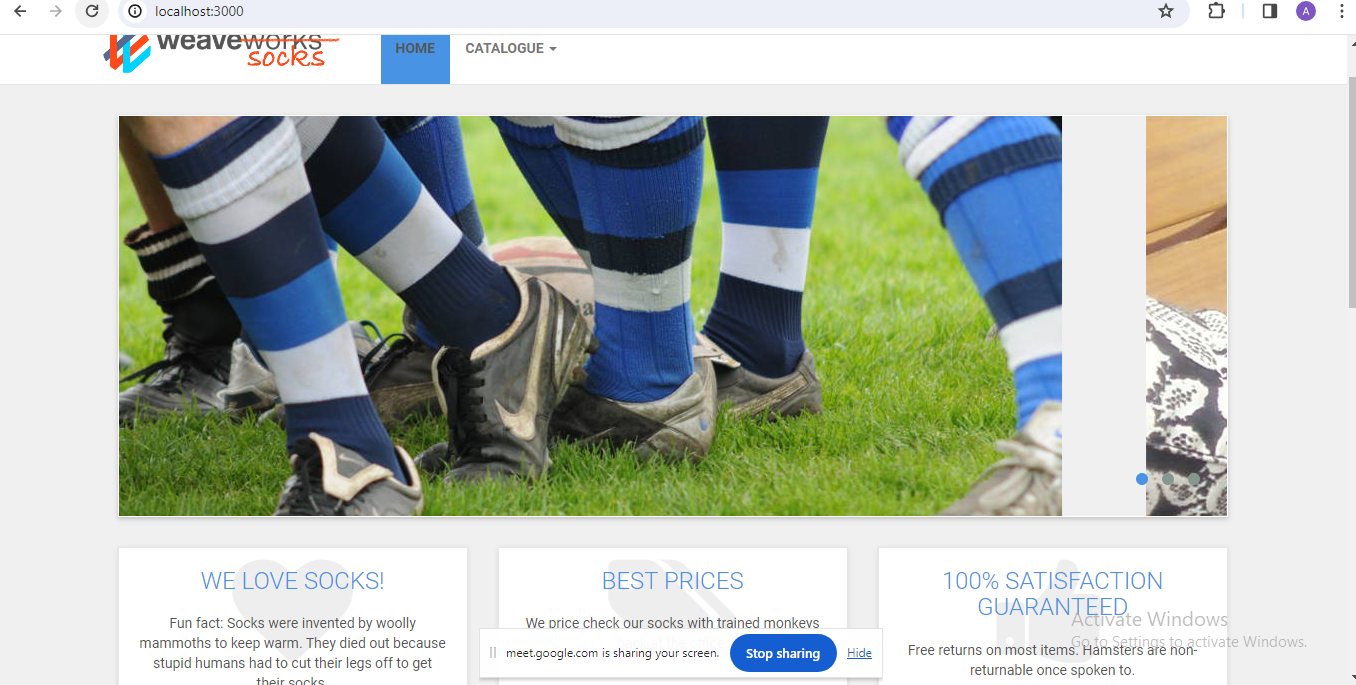 localhost:3000
A
weaveworks
socks
HOME
CATALOGUE
WE LOVE SOCKS!
Fun fact: Socks were invented by woolly
mammoths to keep warm. They died out because
stupid humans had to cut their legs off to get
their socks.
BEST PRICES
We price check our socks with trained monkeys
100% SATISFACTION
GUARANTEED
Free returns on most items. Hamsters are non-
returnable once spoken to.
Activate Windows
Go to Settings to activate Windows.
meet.google.com is sharing your screen.
Stop sharing
Hide